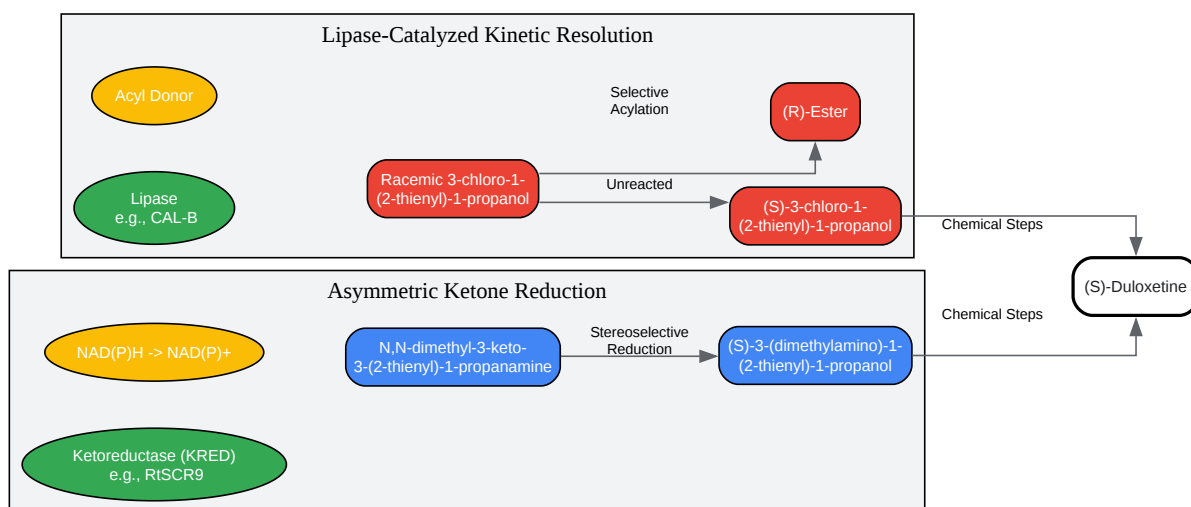 Lipase-Catalyzed Kinetic Resolution
Acyl Donor
Selective
Acylation
(R)-Ester
Lipase
e.g., CAL-B
Racemic 3-chloro-1-
(2-thienyl)-1-propanol
Unreacted
(S)-3-chloro-1-
(2-thienyl)-1-propanol
Chemical Steps
(S)-Duloxetine
Asymmetric Ketone Reduction
NAD(P)H -> NAD(P)+
N,N-dimethyl-3-keto-
3-(2-thienyl)-1-propanamine
Stereoselective
Reduction
(S)-3-(dimethylamino)-1-
(2-thienyl)-1-propanol
Chemical Steps
Ketoreductase (KRED)
e.g., RtSCR9